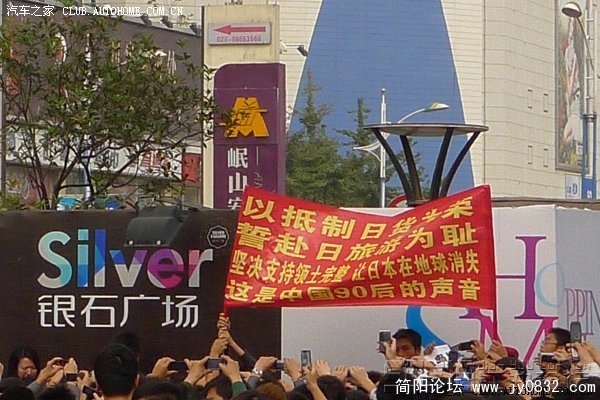 汽车之家 CLUB.AUTOHOME.COM.CN
028-86653666
岷山
Silver
银石广场
以抵制日货为荣
誓赴日旅游为耻
坚决支持领土完整 让日本在地球消失
这是中国90后的声音
HOPPING
简阳论坛 www.jy0832.com